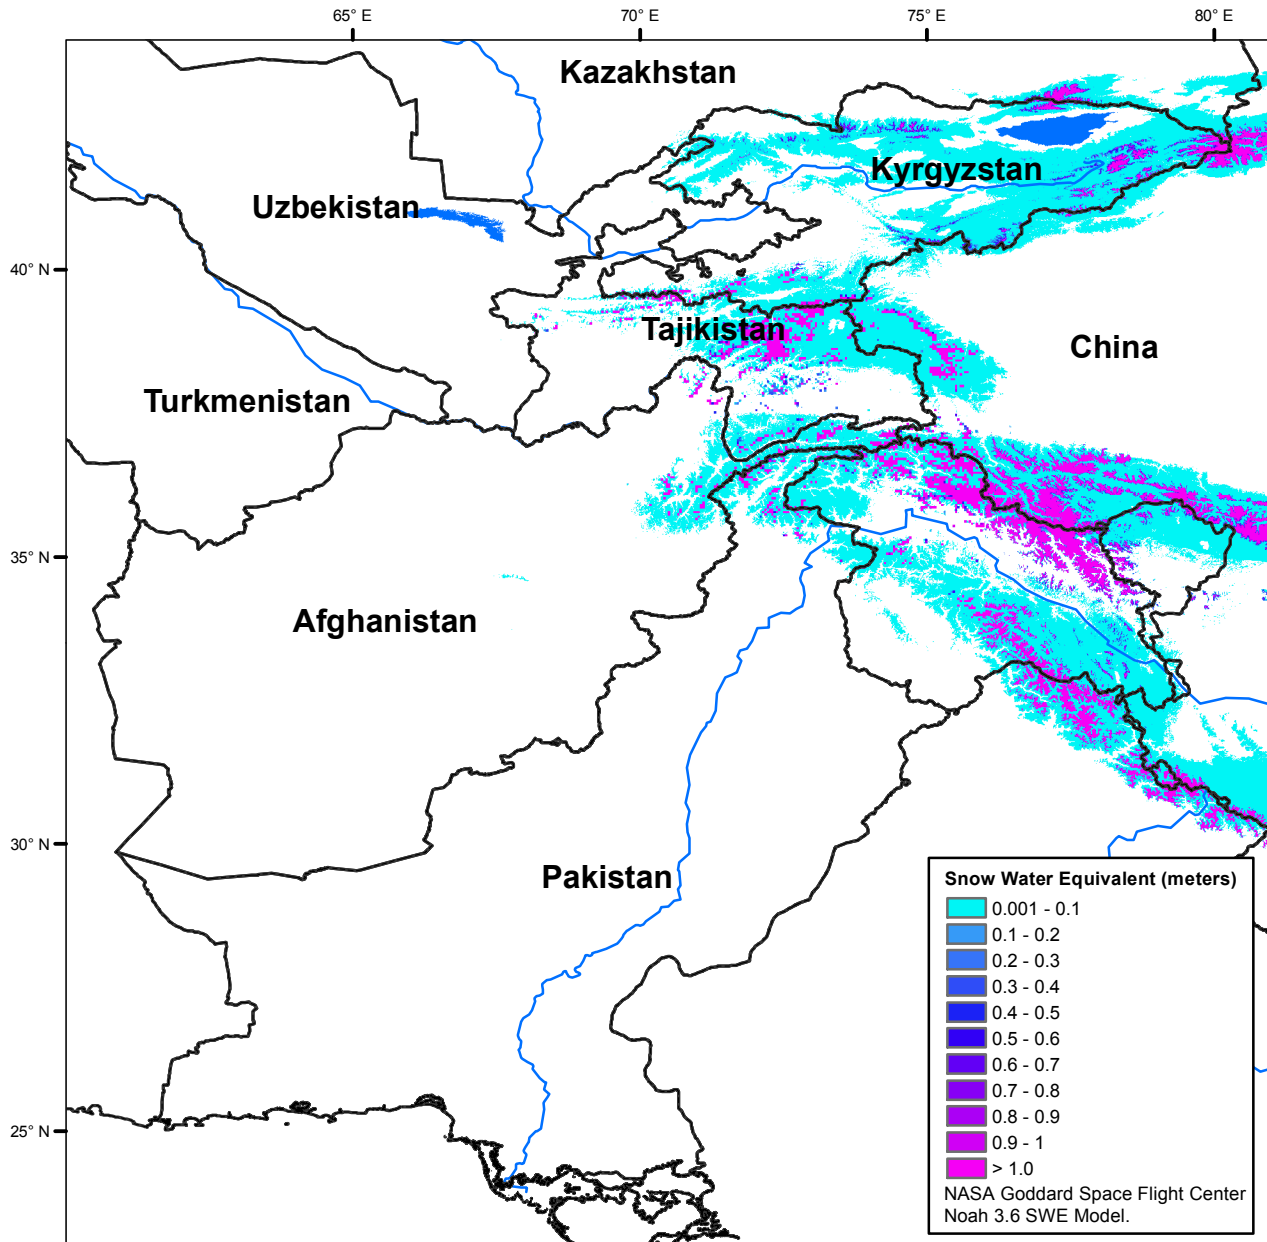 65° E
70° E
75° E
80° E
Kazakhstan
Kyrgyzstan
Uzbekistan
40° N
Tajikistan
China
Turkmenistan
35° N
Afghanistan
30° N
Pakistan
25° N
Snow Water Equivalent (meters)
0.001 - 0.1
0.1 - 0.2
0.2 - 0.3
0.3 - 0.4
0.4 - 0.5
0.5 - 0.6
0.6 - 0.7
0.7 - 0.8
0.8 - 0.9
0.9 - 1
> 1.0
NASA Goddard Space Flight Center
Noah 3.6 SWE Model.